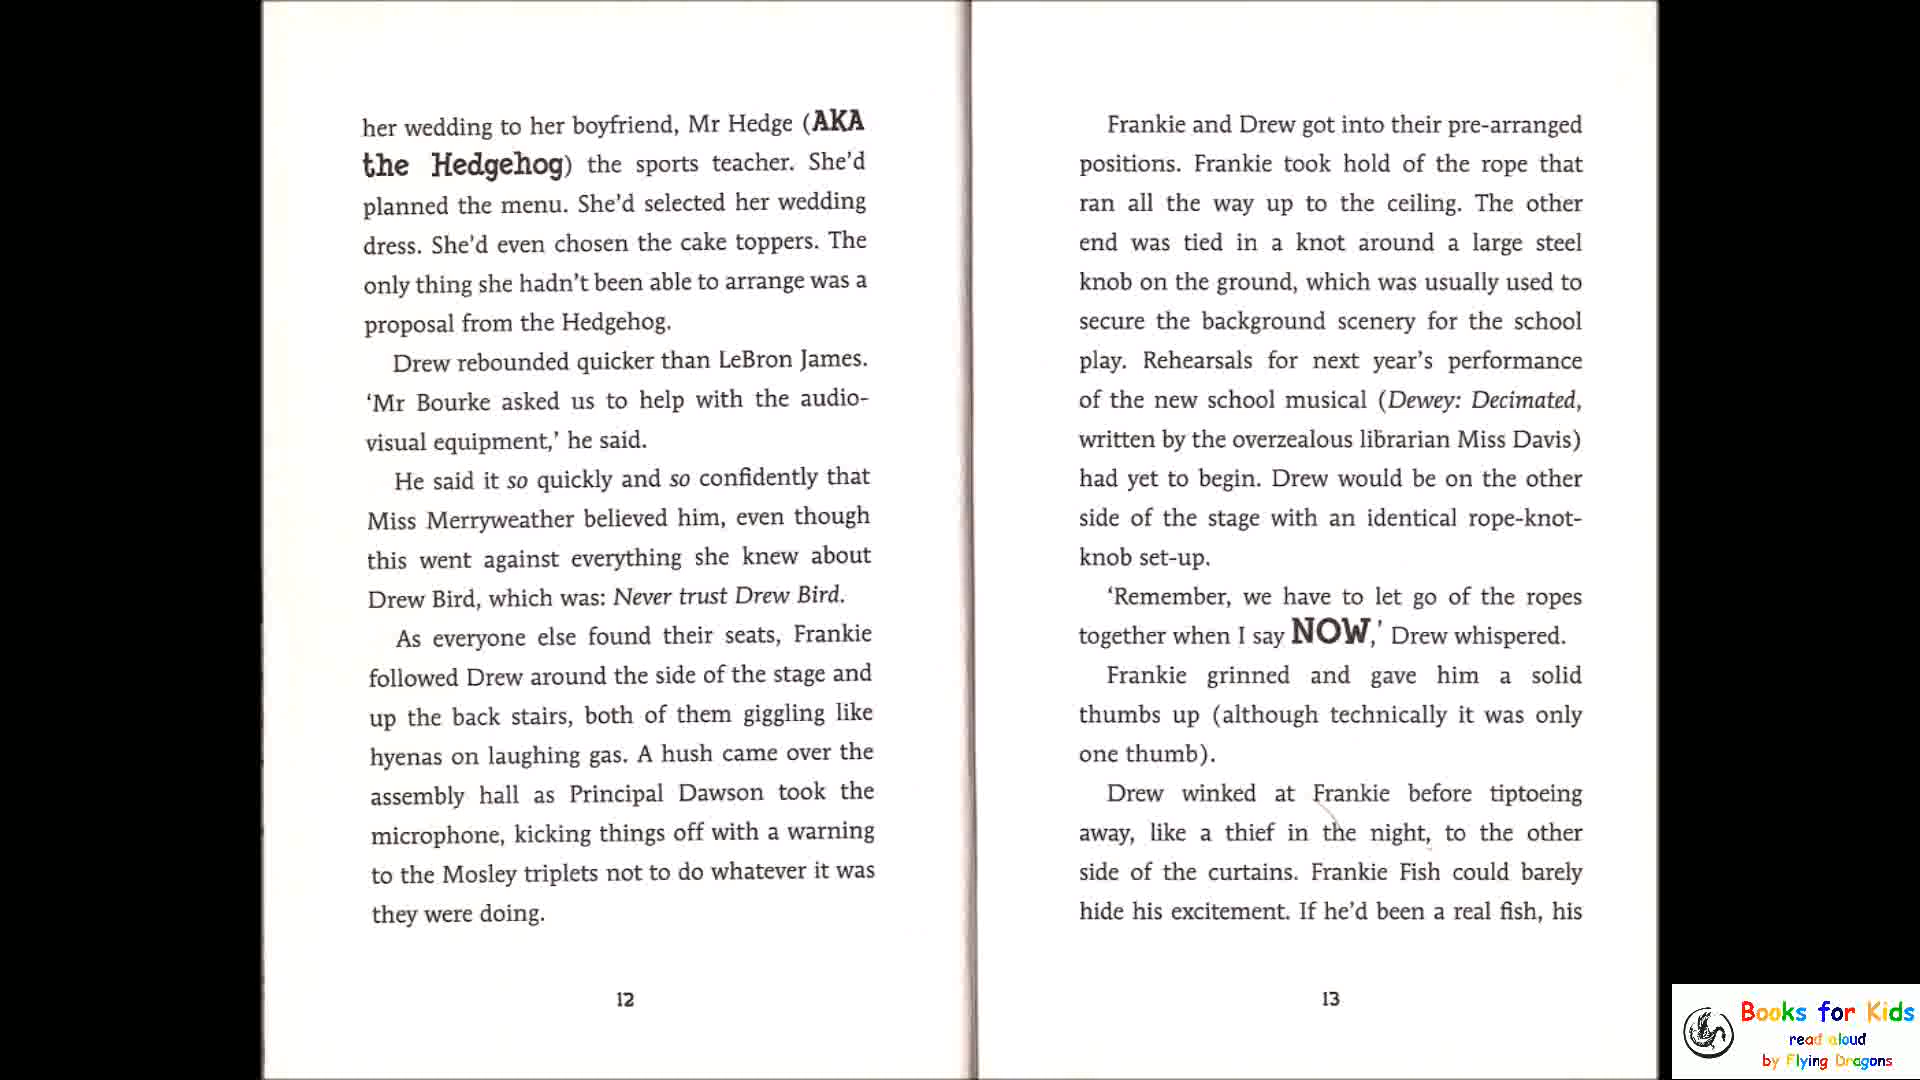 her wedding to her boyfriend, Mr Hedge (AKA
the Hedgehog) the sports teacher. She’d
planned the menu. She’d selected her wedding
dress. She’d even chosen the cake toppers. The
only thing she hadn’t been able to arrange was a
proposal from the Hedgehog.
Drew rebounded quicker than LeBron James.
‘Mr Bourke asked us to help with the audio-
visual equipment,’ he said.
He said it so quickly and so confidently that
Miss Merryweather believed him, even though
this went against everything she knew about
Drew Bird, which was: Never trust Drew Bird.
As everyone else found their seats, Frankie
followed Drew around the side of the stage and
up the back stairs, both of them giggling like
hyenas on laughing gas. A hush came over the
assembly hall as Principal Dawson took the
microphone, kicking things off with a warning
to the Mosley triplets not to do whatever it was
they were doing.
12
Frankie and Drew got into their pre-arranged
positions. Frankie took hold of the rope that
ran all the way up to the ceiling. The other
end was tied in a knot around a large steel
knob on the ground, which was usually used to
secure the background scenery for the school
play. Rehearsals for next year’s performance
of the new school musical (Dewey: Decimated,
written by the overzealous librarian Miss Davis)
had yet to begin. Drew would be on the other
side of the stage with an identical rope-knot-
knob set-up.
‘Remember, we have to let go of the ropes
together when I say NOW,’ Drew whispered.
Frankie grinned and gave him a solid
thumbs up (although technically it was only
one thumb).
Drew winked at Frankie before tiptoeing
away, like a thief in the night, to the other
side of the curtains. Frankie Fish could barely
hide his excitement. If he’d been a real fish, his
13
Books for Kids
read aloud
by Flying Dragons